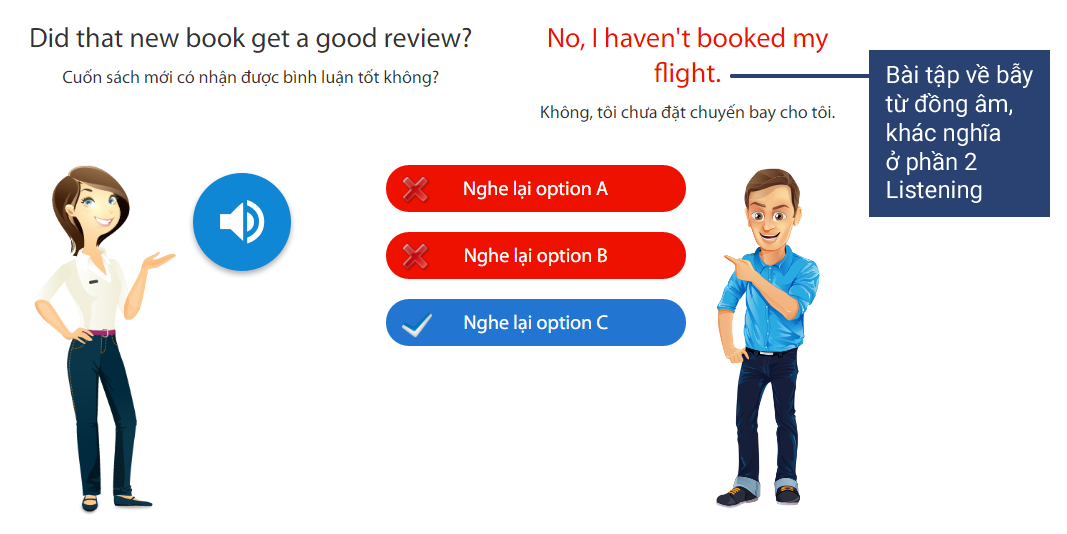 Did that new book get a good review?
Cuốn sách mới có nhận được bình luận tốt không?
No, I haven't booked my
flight.
Không, tôi chưa đặt chuyến bay cho tôi.
Bài tập về bẫy
từ đồng âm,
khác nghĩa
ở phần 2
Listening
Nghe lại option A
Nghe lại option B
Nghe lại option C